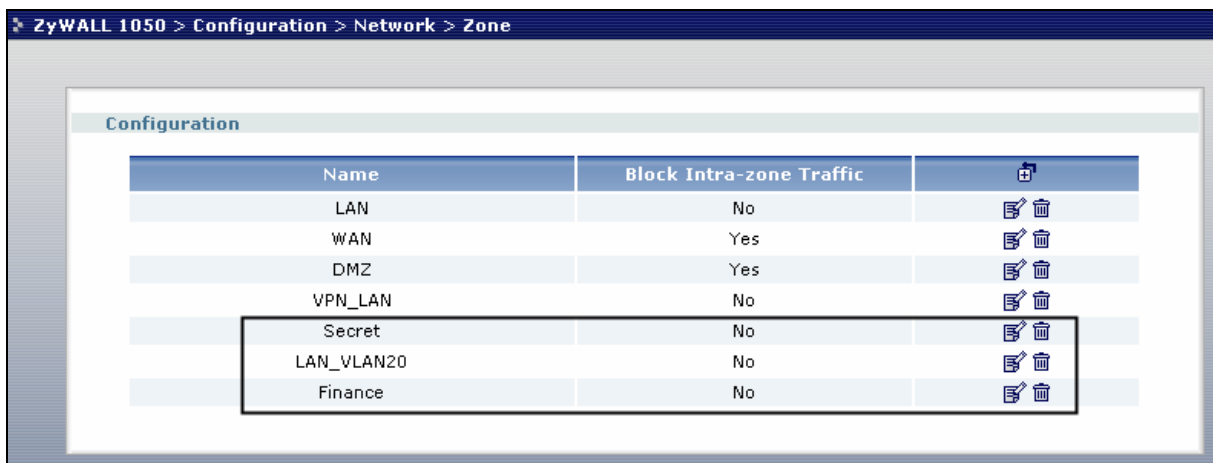 ZyWALL 1050 > Configuration > Network > Zone
Configuration
Name Block Intra-zone Traffic
LAN No
WAN Yes
DMZ Yes
VPN_LAN No
Secret No
LAN_VLAN20 No
Finance No